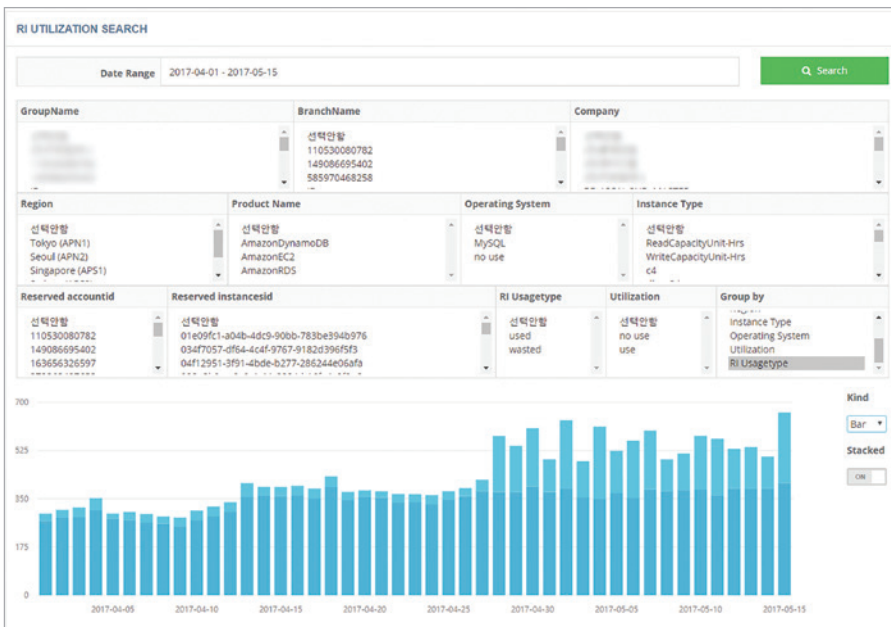 RI UTILIZATION SEARCH
Date Range 2017-04-01 - 2017-05-15 Search
GroupName BranchName Company
선택안함
110530080782
149086695402
585970468258
Region Product Name Operating System Instance Type
선택안함 선택안함 선택안함 선택안함
Tokyo (APN1) AmazonDynamoDB MySQL ReadCapacityUnit-Hrs
Seoul (APN2) AmazonEC2 no use WriteCapacityUnit-Hrs
Singapore (APS1) AmazonRDS c4
Reserved accountid Reserved instancesid RI Usagetype Utilization Group by
선택안함 선택안함 선택안함 선택안함 Instance Type
110530080782 01e09fc1-a04b-4dc9-90bb-783be394b976 used no use Operating System
149086695402 034f7057-df64-4c4f-9767-9182d396f5f3 wasted use Utilization
163656326597 04f12951-3f91-4bde-b277-286244e06afa RI Usagetype
Kind
Bar
Stacked
ON
700
525
350
175
0
2017-04-05 2017-04-10 2017-04-15 2017-04-20 2017-04-25 2017-04-30 2017-05-05 2017-05-10 2017-05-15